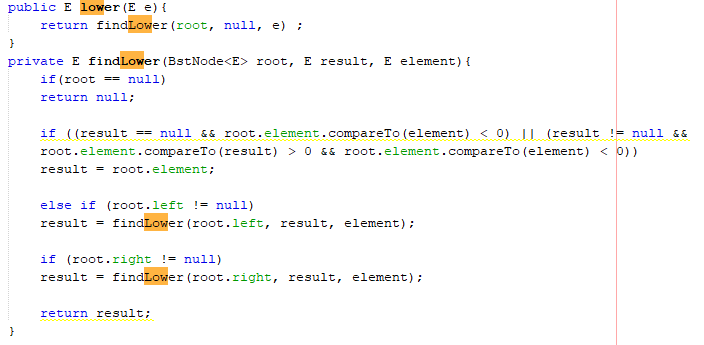 public E lower(E e){
return findLower(root, null, e) ;
}
private E findLower(BstNode<E> root, E result, E element){
if(root == null)
return null;
if ((result == null && root.element.compareTo(element) < 0) || (result != null &&
root.element.compareTo(result) > 0 && root.element.compareTo(element) < 0))
result = root.element;
else if (root.left != null)
result = findLower(root.left, result, element);
if (root.right != null)
result = findLower(root.right, result, element);
return result;
}